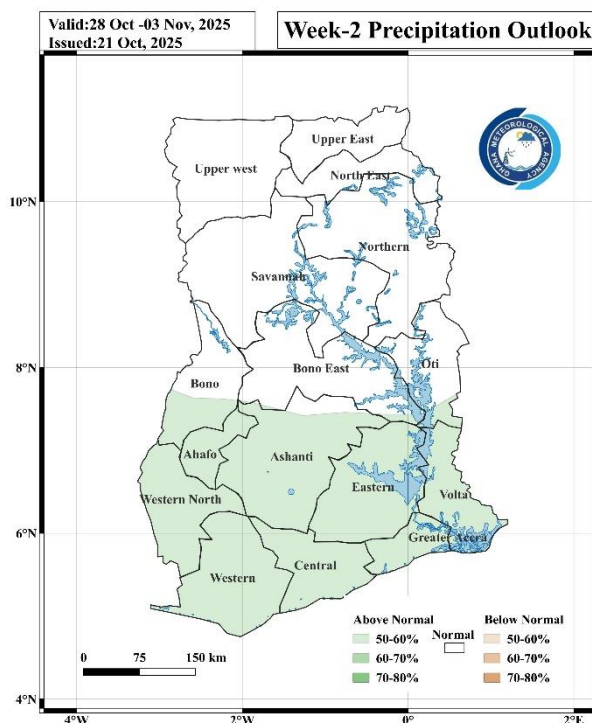 Valid:28 Oct -03 Nov, 2025
Issued:21 Oct, 2025
Week-2 Precipitation Outlook
GHANA METEOROLOGICAL AGENCY
Upper East
Upper west
North East
10°N
Northern
Savannah
8°N
Oti
Bono East
Bono
Ahafo
Ashanti
Eastern
Western North
Volta
6°N
Greater Accra
Central
Western
Above Normal
Normal
Below Normal
50-60%
50-60%
60-70%
60-70%
70-80%
70-80%
0 75 150 km
4°N
4°W
2°W
0°
2°E